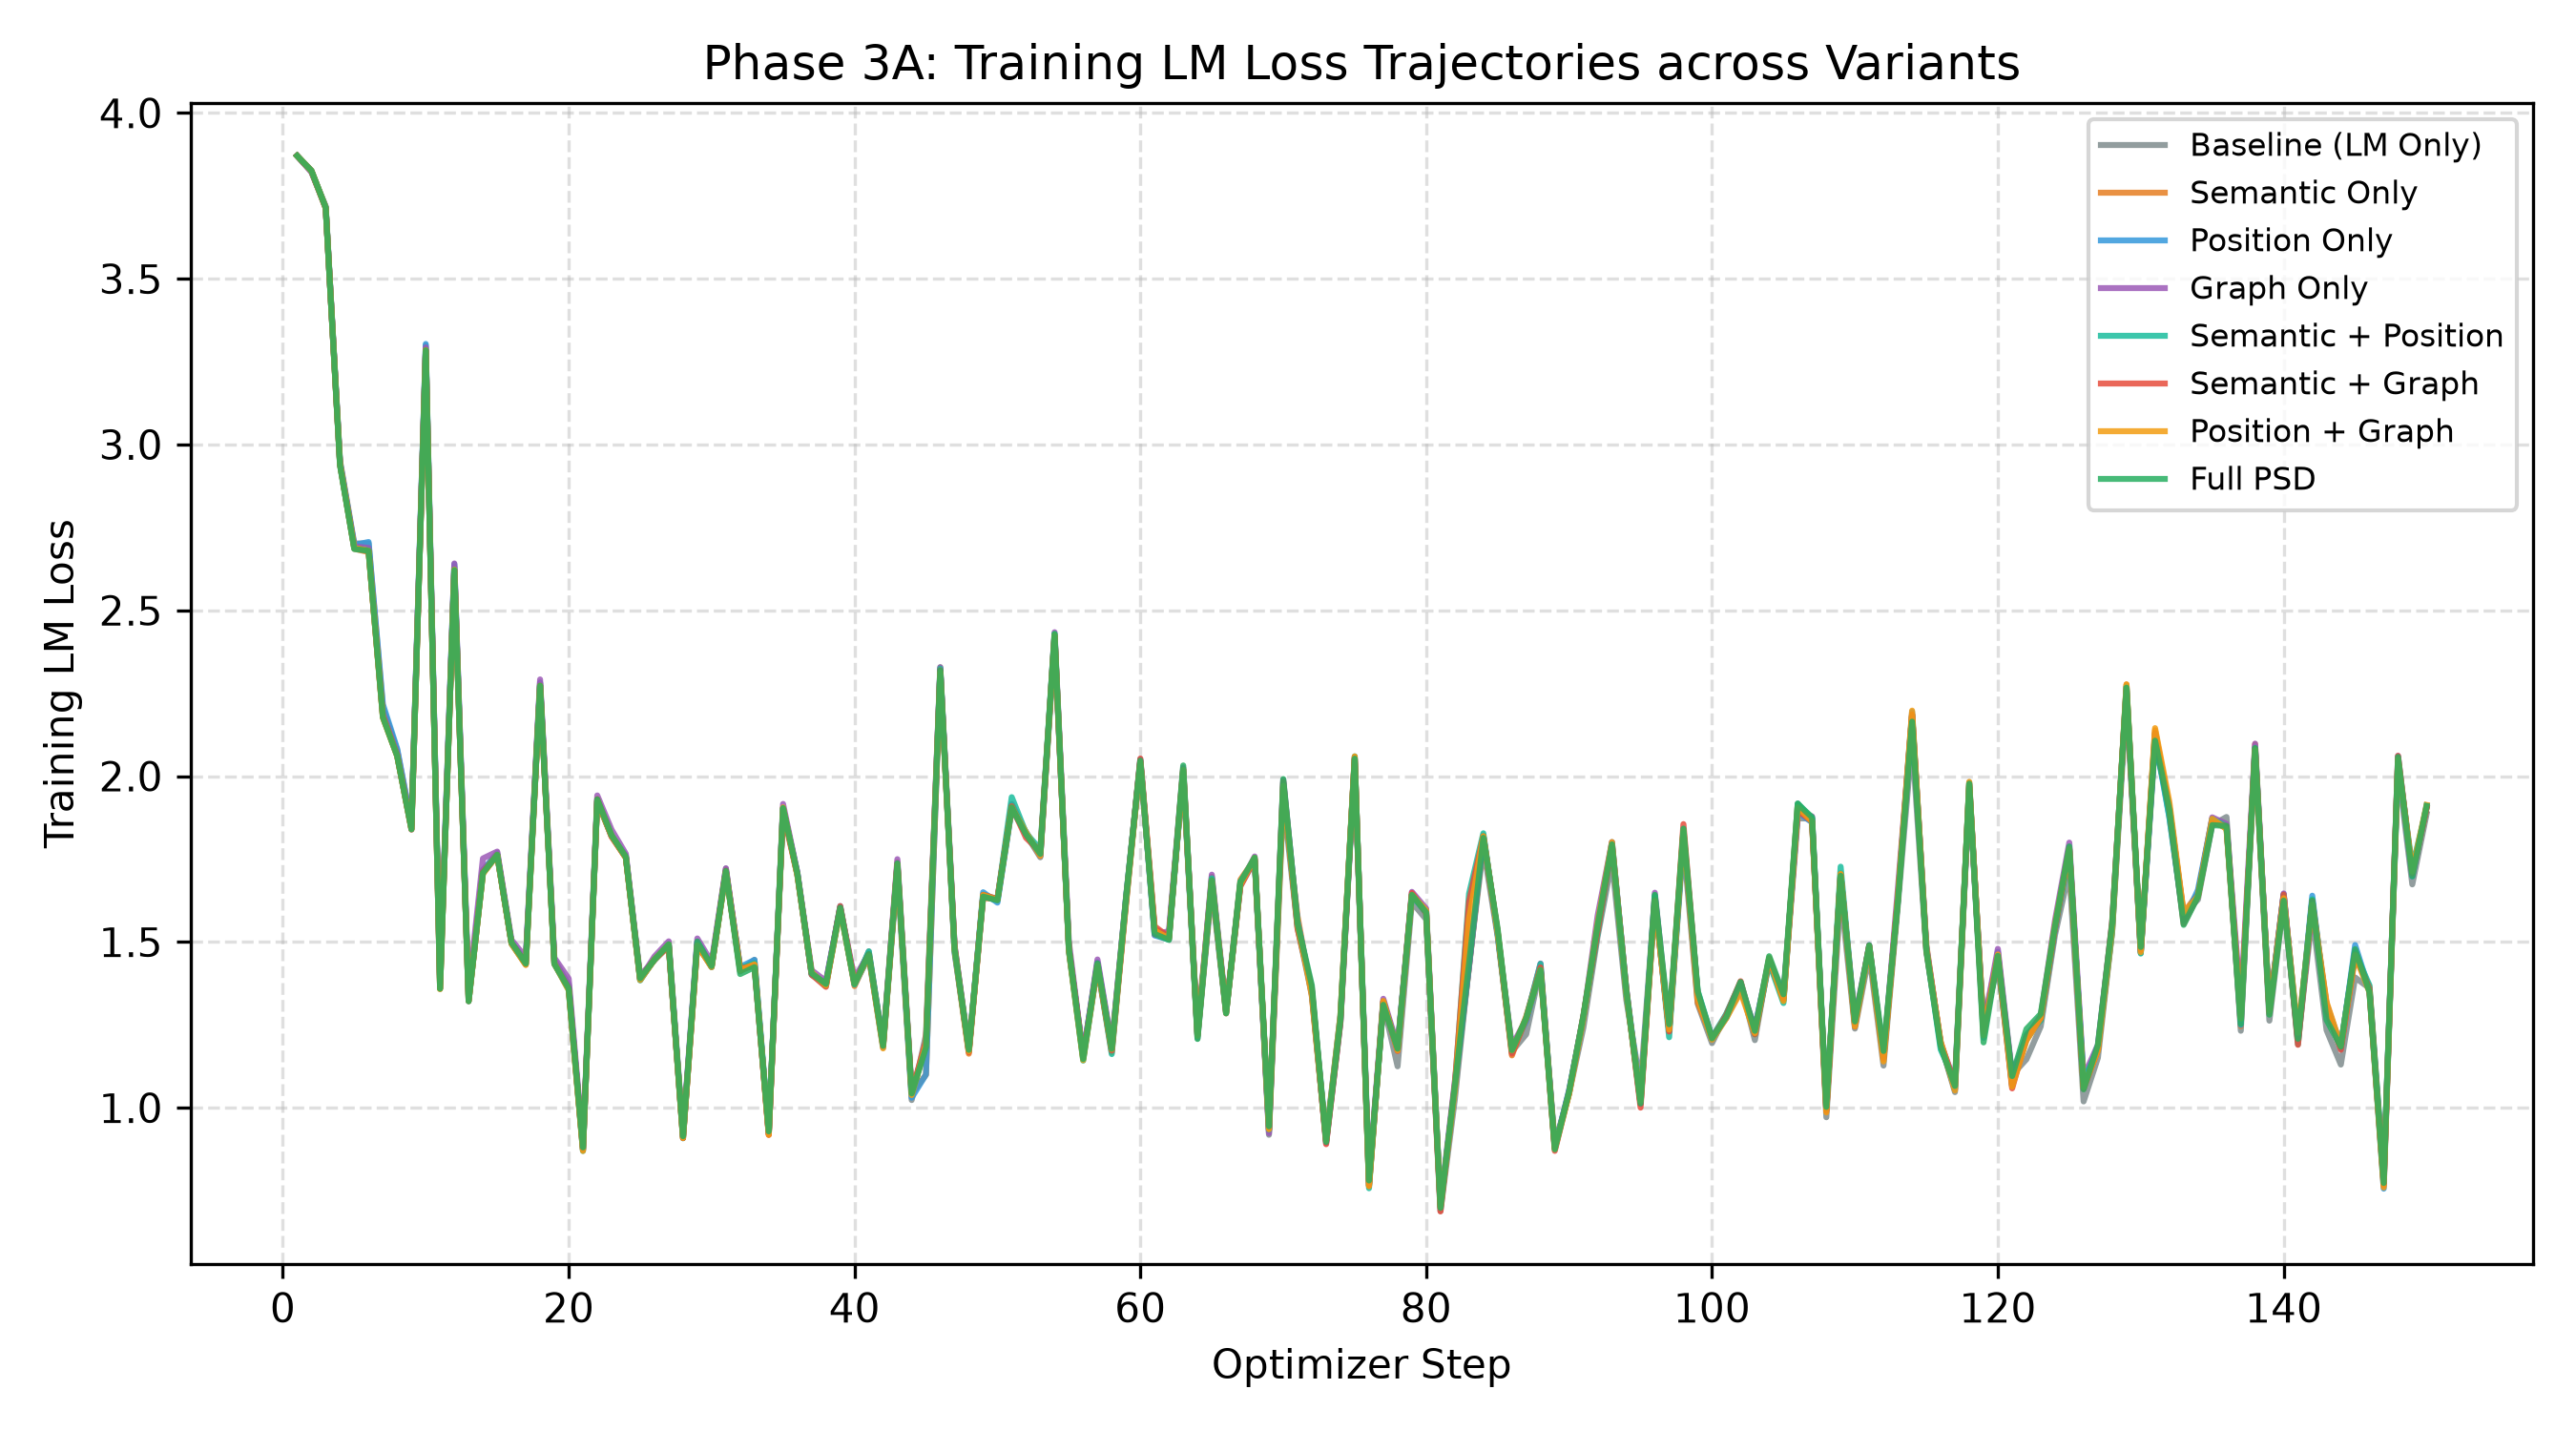 Phase 3A: Training LM Loss Trajectories across Variants
Training LM Loss
4.0
3.5
3.0
2.5
2.0
1.5
1.0
Baseline (LM Only)
Semantic Only
Position Only
Graph Only
Semantic + Position
Semantic + Graph
Position + Graph
Full PSD
0 20 40 60 80 100 120 140
Optimizer Step